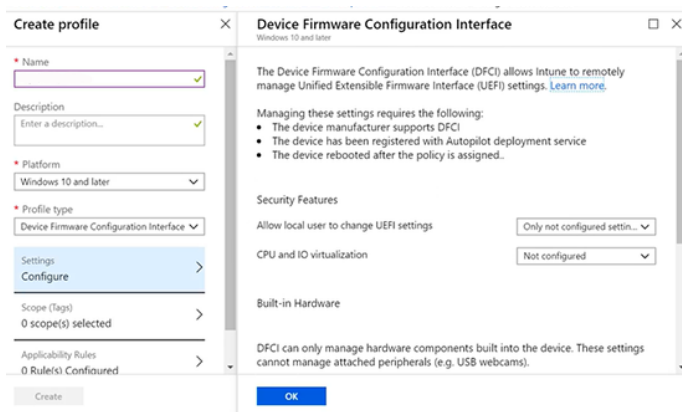 Create profile
* Name
Description
Enter a description...
* Platform
Windows 10 and later
* Profile type
Device Firmware Configuration Interface
Settings
Configure
Scope (Tags)
0 scope(s) selected
Applicability Rules
0 Rule(s) Configured
Create
Device Firmware Configuration Interface
Windows 10 and later
The Device Firmware Configuration Interface (DFCI) allows Intune to remotely
manage Unified Extensible Firmware Interface (UEFI) settings. Learn more.
Managing these settings requires the following:
• The device manufacturer supports DFCI
• The device has been registered with Autopilot deployment service
• The device rebooted after the policy is assigned..
Security Features
Allow local user to change UEFI settings
Only not configured settin...
CPU and IO virtualization
Not configured
Built-in Hardware
DFCI can only manage hardware components built into the device. These settings
cannot manage attached peripherals (e.g. USB webcams).
OK